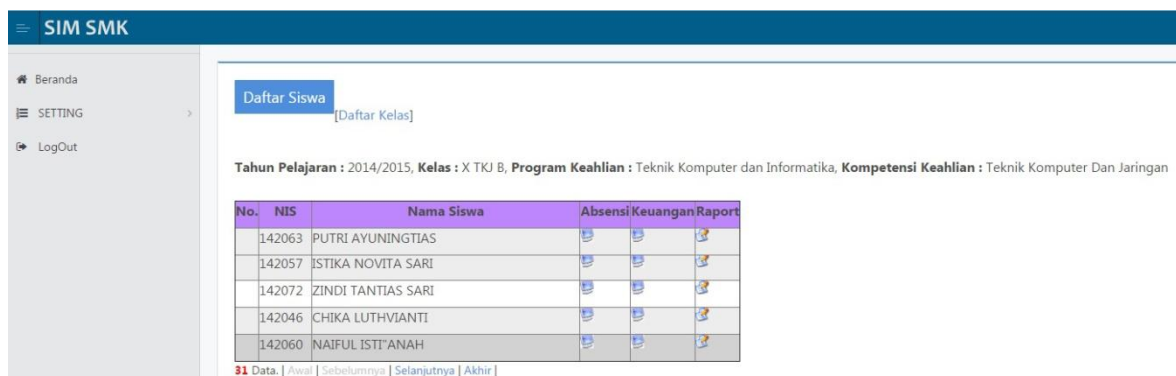 SIM SMK
Beranda
SETTING
LogOut
Daftar Siswa
[Daftar Kelas]
Tahun Pelajaran : 2014/2015, Kelas : X TKJ B, Program Keahlian : Teknik Komputer dan Informatika, Kompetensi Keahlian : Teknik Komputer Dan Jaringan
No. NIS Nama Siswa Absensi Keuangan Raport
142063 PUTRI AYUNINGTIAS
142057 ISTIKA NOVITA SARI
142072 ZINDI TANTIAS SARI
142046 CHIKA LUTHVIANTI
142060 NAIFUL ISTI"ANAH
31 Data. | Awal | Sebelumnya | Selanjutnya | Akhir |